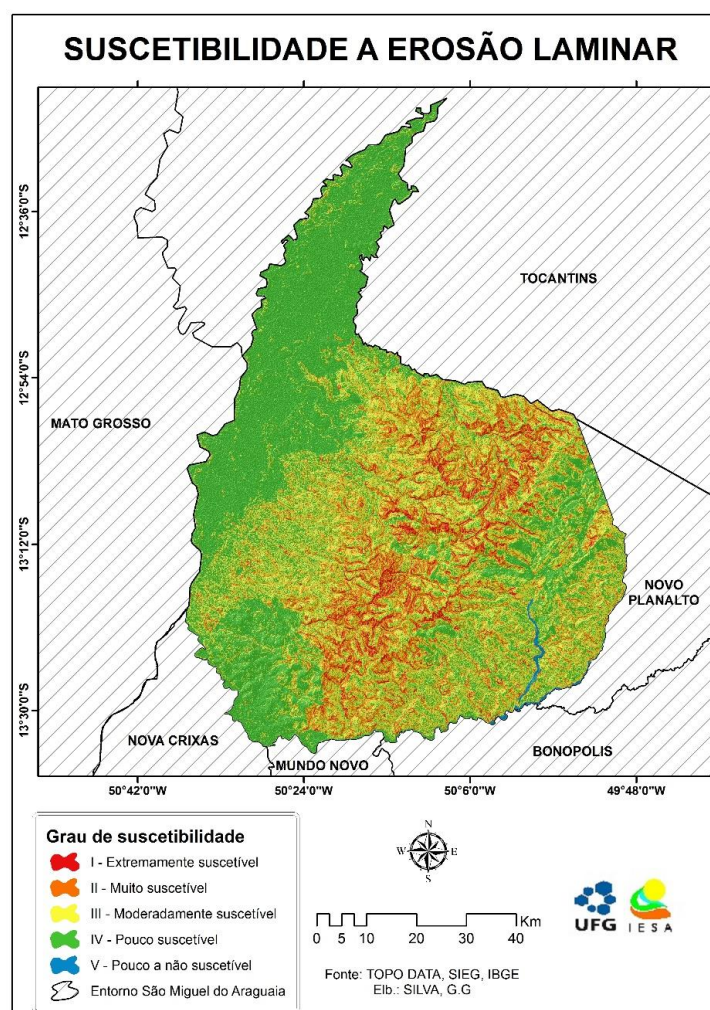 SUSCETIBILIDADE A EROSÃO LAMINAR
12°36'0"S
TOCANTINS
12°54'0"S
MATO GROSSO
13°12'0"S
NOVO
PLANALTO
13°30'0"S
NOVA CRIXAS
MUNDO NOVO
BONOPOLIS
50°42'0"W
50°24'0"W
50°6'0"W
49°48'0"W
Grau de suscetibilidade
I - Extremamente suscetível
II - Muito suscetível
III - Moderadamente suscetível
IV - Pouco suscetível
V - Pouco a não suscetível
Entorno São Miguel do Araguaia
N
W E
S
Km
0 5 10 20 30 40
Fonte: TOPO DATA, SIEG, IBGE
Elb.: SILVA, G.G
UFG
IESA